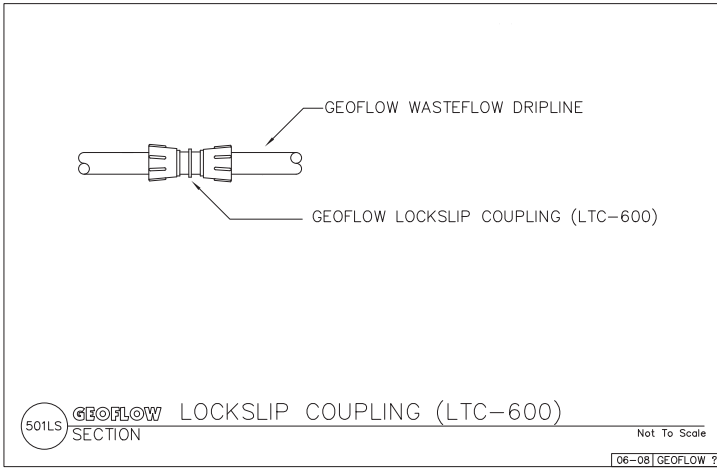 GEOFLOW WASTEFLOW DRIPLINE
GEOFLOW LOCKSLIP COUPLING (LTC-600)
501LS
GEOFLOW LOCKSLIP COUPLING (LTC-600)
SECTION
Not To Scale
06-08 GEOFLOW ?